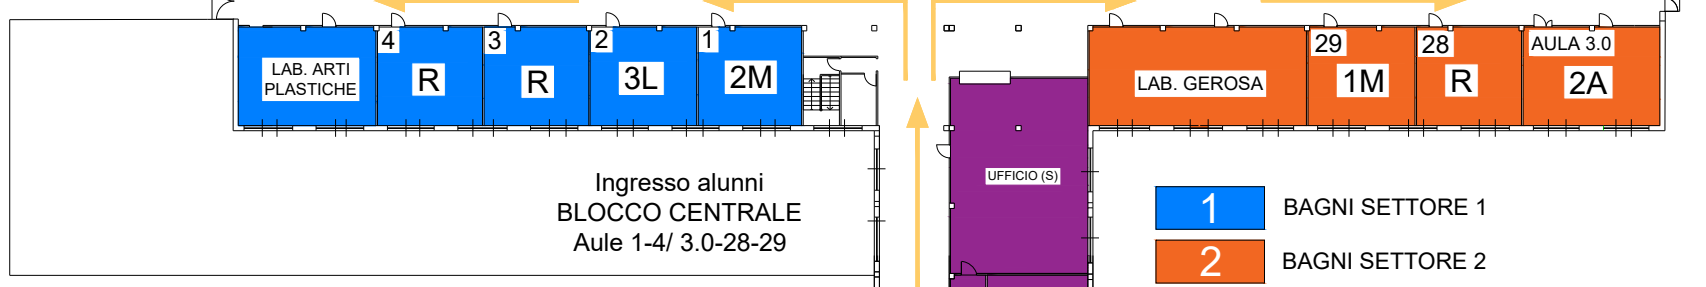 4
3
2
1
29
28
AULA 3.0
LAB. ARTI
PLASTICHE
R
R
3L
2M
LAB. GEROSA
1M
R
2A
UFFICIO (S)
Ingresso alunni
BLOCCO CENTRALE
Aule 1-4/ 3.0-28-29
1 BAGNI SETTORE 1
2 BAGNI SETTORE 2